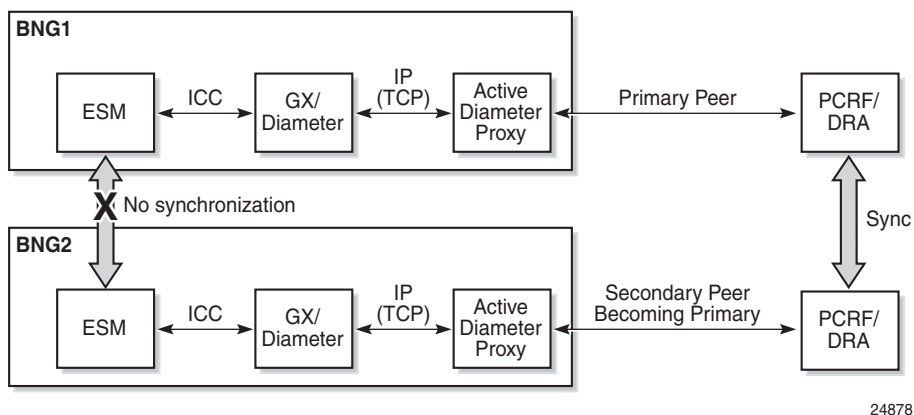 BNG1
ESM
ICC
GX/
Diameter
IP
(TCP)
Active
Diameter
Proxy
Primary Peer
PCRF/
DRA
X No synchronization
Sync
BNG2
ESM
ICC
GX/
Diameter
IP
(TCP)
Active
Diameter
Proxy
Secondary Peer
Becoming Primary
PCRF/
DRA
24878